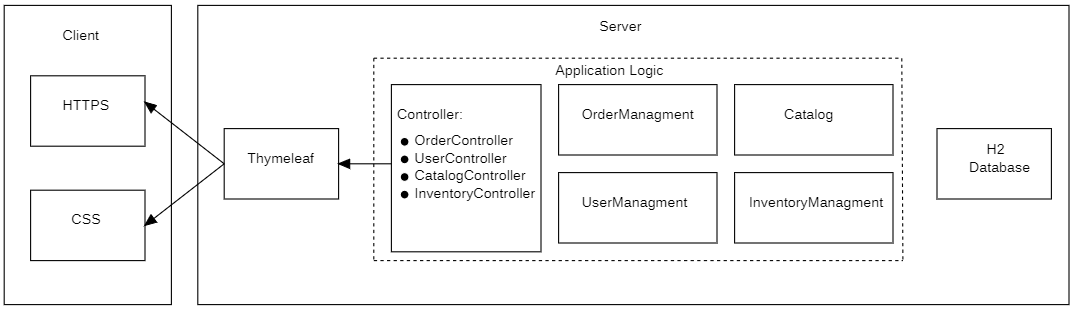 Client
HTTPS
CSS
Server
Thymeleaf
Application Logic
Controller:
● OrderController
● UserController
● CatalogController
● InventoryController
OrderManagment
Catalog
UserManagment
InventoryManagment
H2
Database